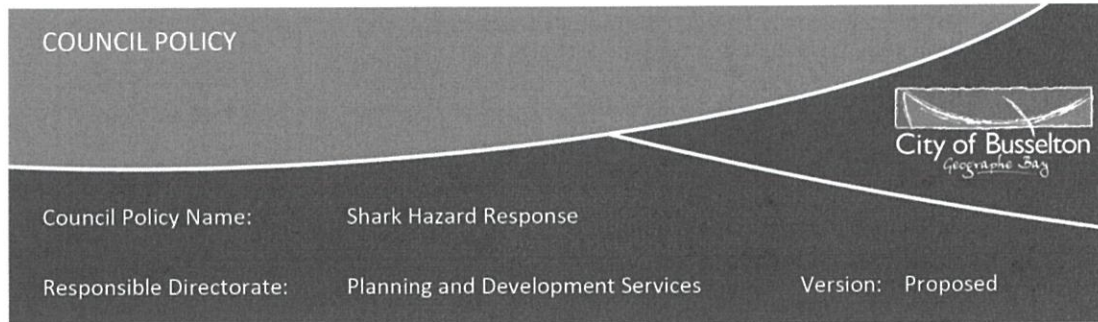 COUNCIL POLICY
City of Busselton
Geographe Bay
Council Policy Name: Shark Hazard Response
Responsible Directorate: Planning and Development Services Version: Proposed